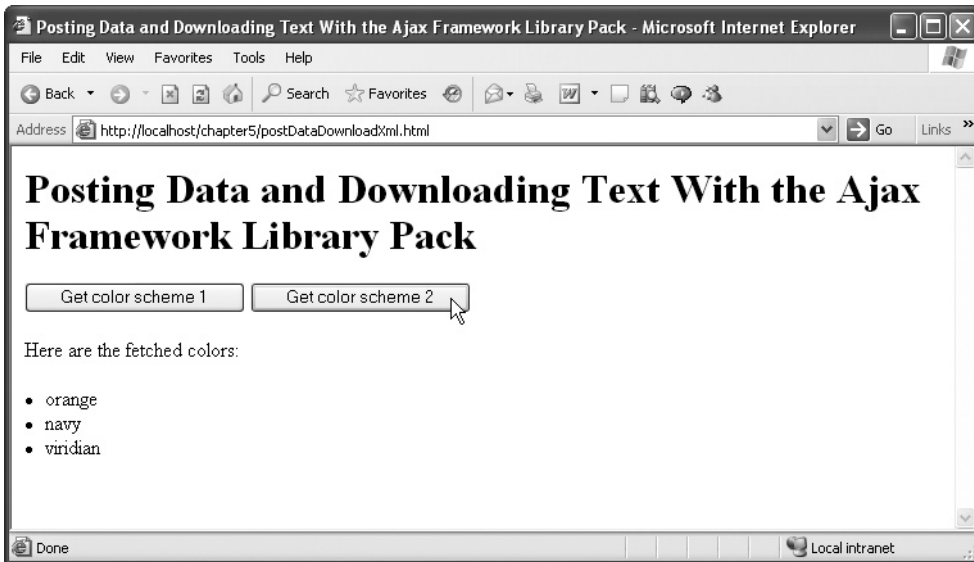 Posting Data and Downloading Text With the Ajax Framework Library Pack - Microsoft Internet Explorer
File Edit View Favorites Tools Help
Back Search Favorites
Address http://localhost/chapter5/postDataDownloadXml.html Go Links »
Posting Data and Downloading Text With the Ajax
Framework Library Pack
Get color scheme 1 Get color scheme 2
Here are the fetched colors:
• orange
• navy
• viridian
Done Local intranet